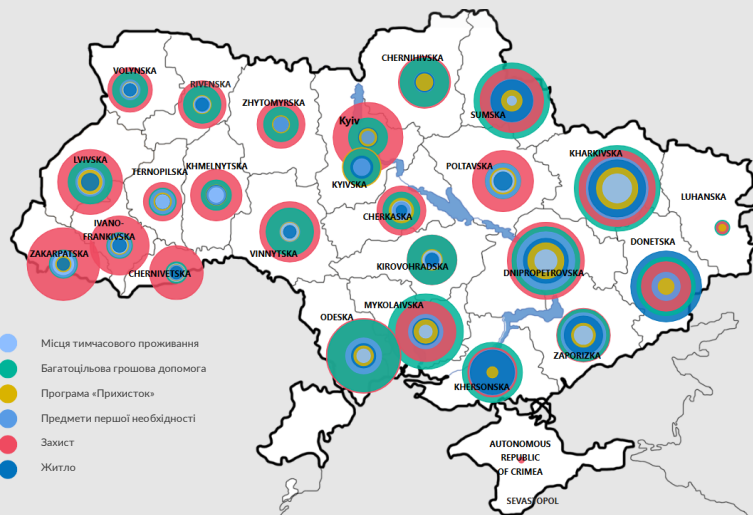 CHERNIHIVSKA
VOLYNSKA
RIVENSKA
ZHYTOMYRSKA
SUMSKA
Kyiv
KHARKIVSKA
LVIVSKA
TERNOPILSKA
KHMELNYTSKA
KYIVSKA
POLTAVSKA
LUHANSKA
CHERKASKA
IVANO-
FRANKIVSKA
DONETSKA
ZAKARPATSKA
CHERNIVETSKA
VINNYTSKA
KIROVOHRADSKA
DNIPROPETROVSKA
MYKOLAIVSKA
ODESKA
ZAPORIZKA
KHERSONSKA
Місця тимчасового проживання
Багатоцільова грошова допомога
Програма «Прихисток»
Предмети першої необхідності
Захист
Житло
AUTONOMOUS
REPUBLIC
OF CRIMEA
SEVASTOPOL